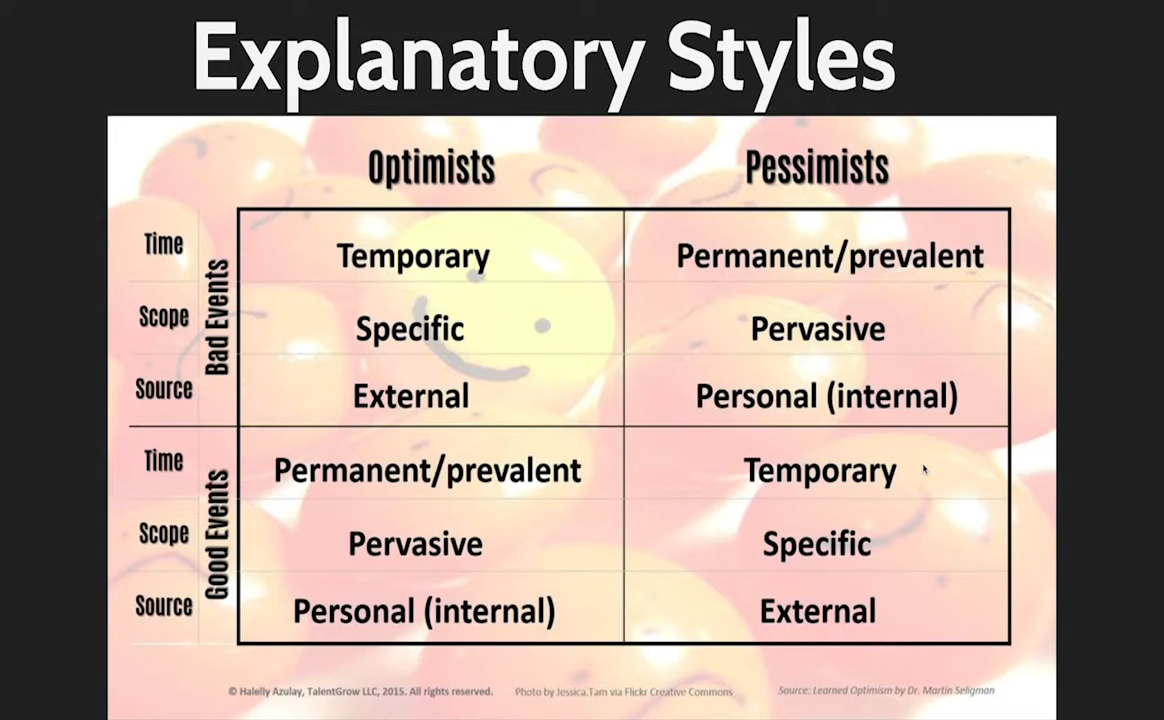 Explanatory Styles
Optimists Pessimists
Bad Events
Time Temporary Permanent/prevalent
Scope Specific Pervasive
Source External Personal (internal)
Good Events
Time Permanent/prevalent Temporary
Scope Pervasive Specific
Source Personal (internal) External
© Halelly Azulay, TalentGrow LLC, 2015. All rights reserved. Photo by Jessica.Tam via Flickr Creative Commons Source: Learned Optimism by Dr. Martin Seligman